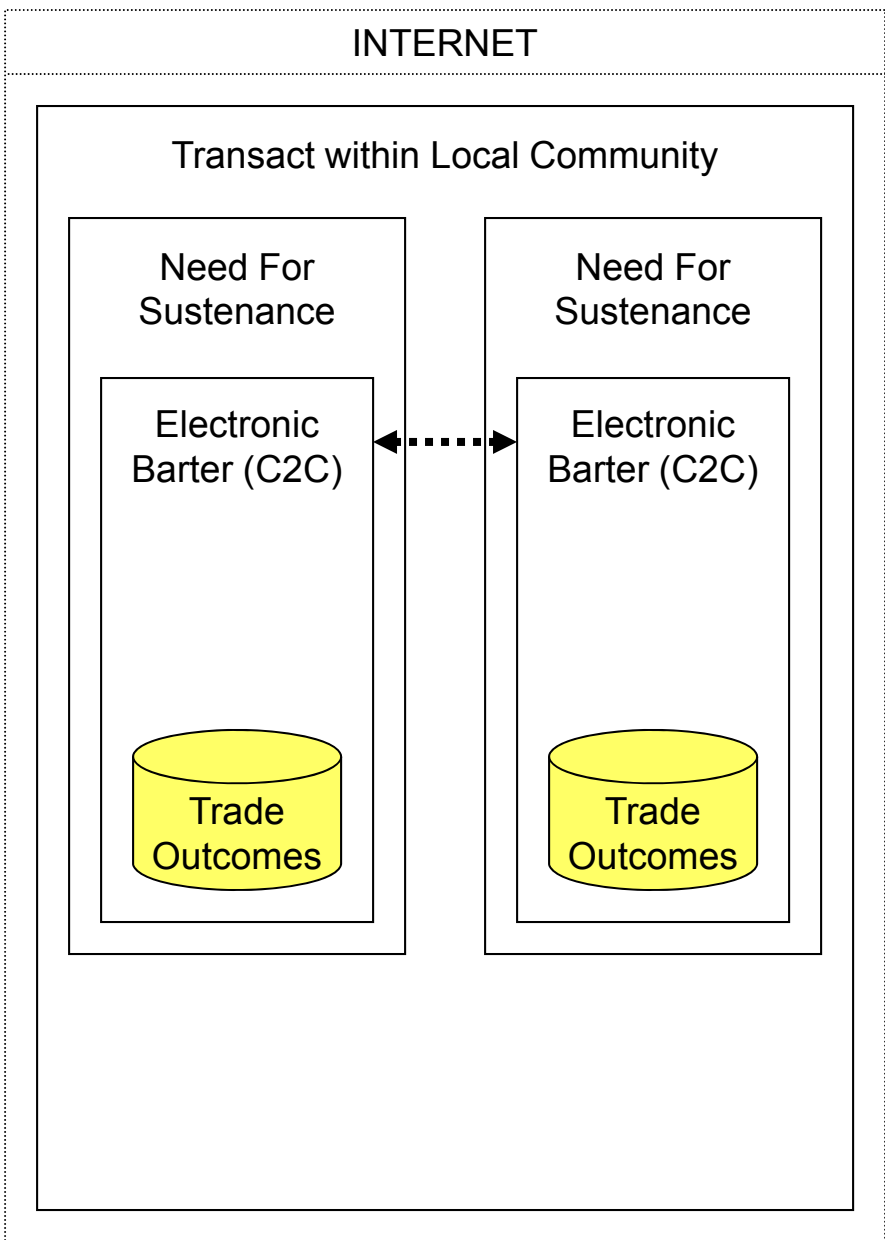 INTERNET
Transact within Local Community
Need For
Sustenance
Electronic
Barter (C2C)
Trade
Outcomes
Need For
Sustenance
Electronic
Barter (C2C)
Trade
Outcomes